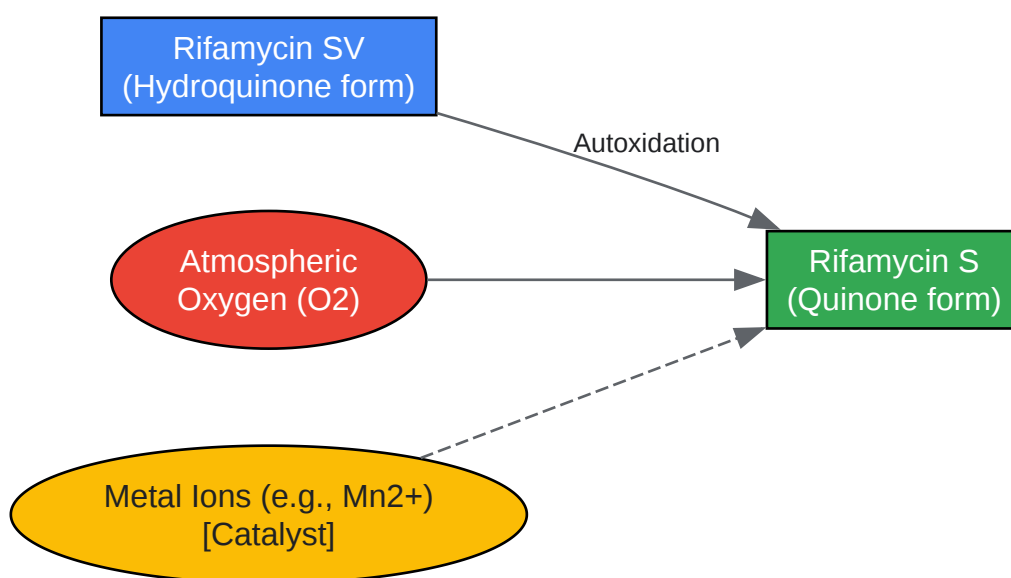 Rifamycin SV
(Hydroquinone form)
Autoxidation
Atmospheric
Oxygen (O2)
Rifamycin S
(Quinone form)
Metal Ions (e.g., Mn2+)
[Catalyst]